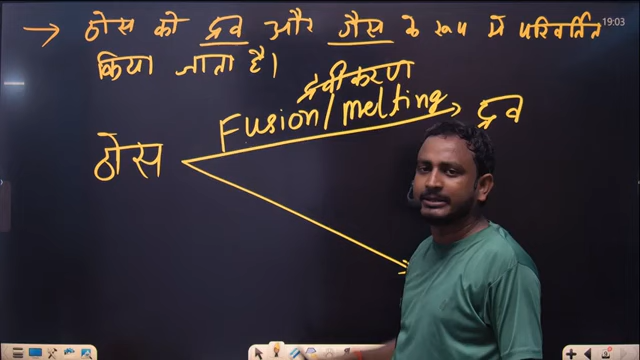 → ठोस को द्रव और गैस के रूप में परिवर्तित
किया जाता है।
19:03
द्रवीकरण
Fusion/melting
ठोस
द्रव